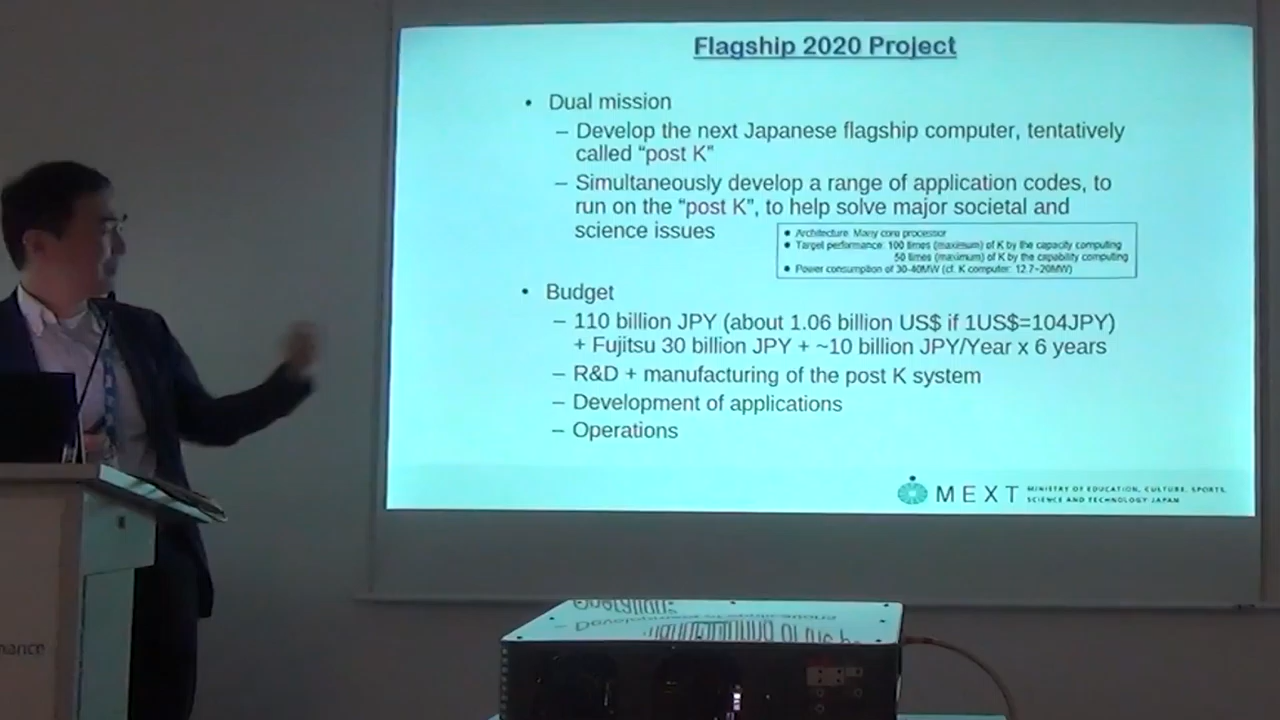 Flagship 2020 Project
• Dual mission
– Develop the next Japanese flagship computer, tentatively
called “post K”
– Simultaneously develop a range of application codes, to
run on the “post K”, to help solve major societal and
science issues
● Architecture: Many core processor
● Target performance: 100 times (maximum) of K by the capacity computing
50 times (maximum) of K by the capability computing
● Power consumption of 30-40MW (cf. K computer: 12.7~20MW)
• Budget
– 110 billion JPY (about 1.06 billion US$ if 1US$=104JPY)
+ Fujitsu 30 billion JPY + ~10 billion JPY/Year x 6 years
– R&D + manufacturing of the post K system
– Development of applications
– Operations
MEXT
MINISTRY OF EDUCATION, CULTURE, SPORTS,
SCIENCE AND TECHNOLOGY-JAPAN
mance